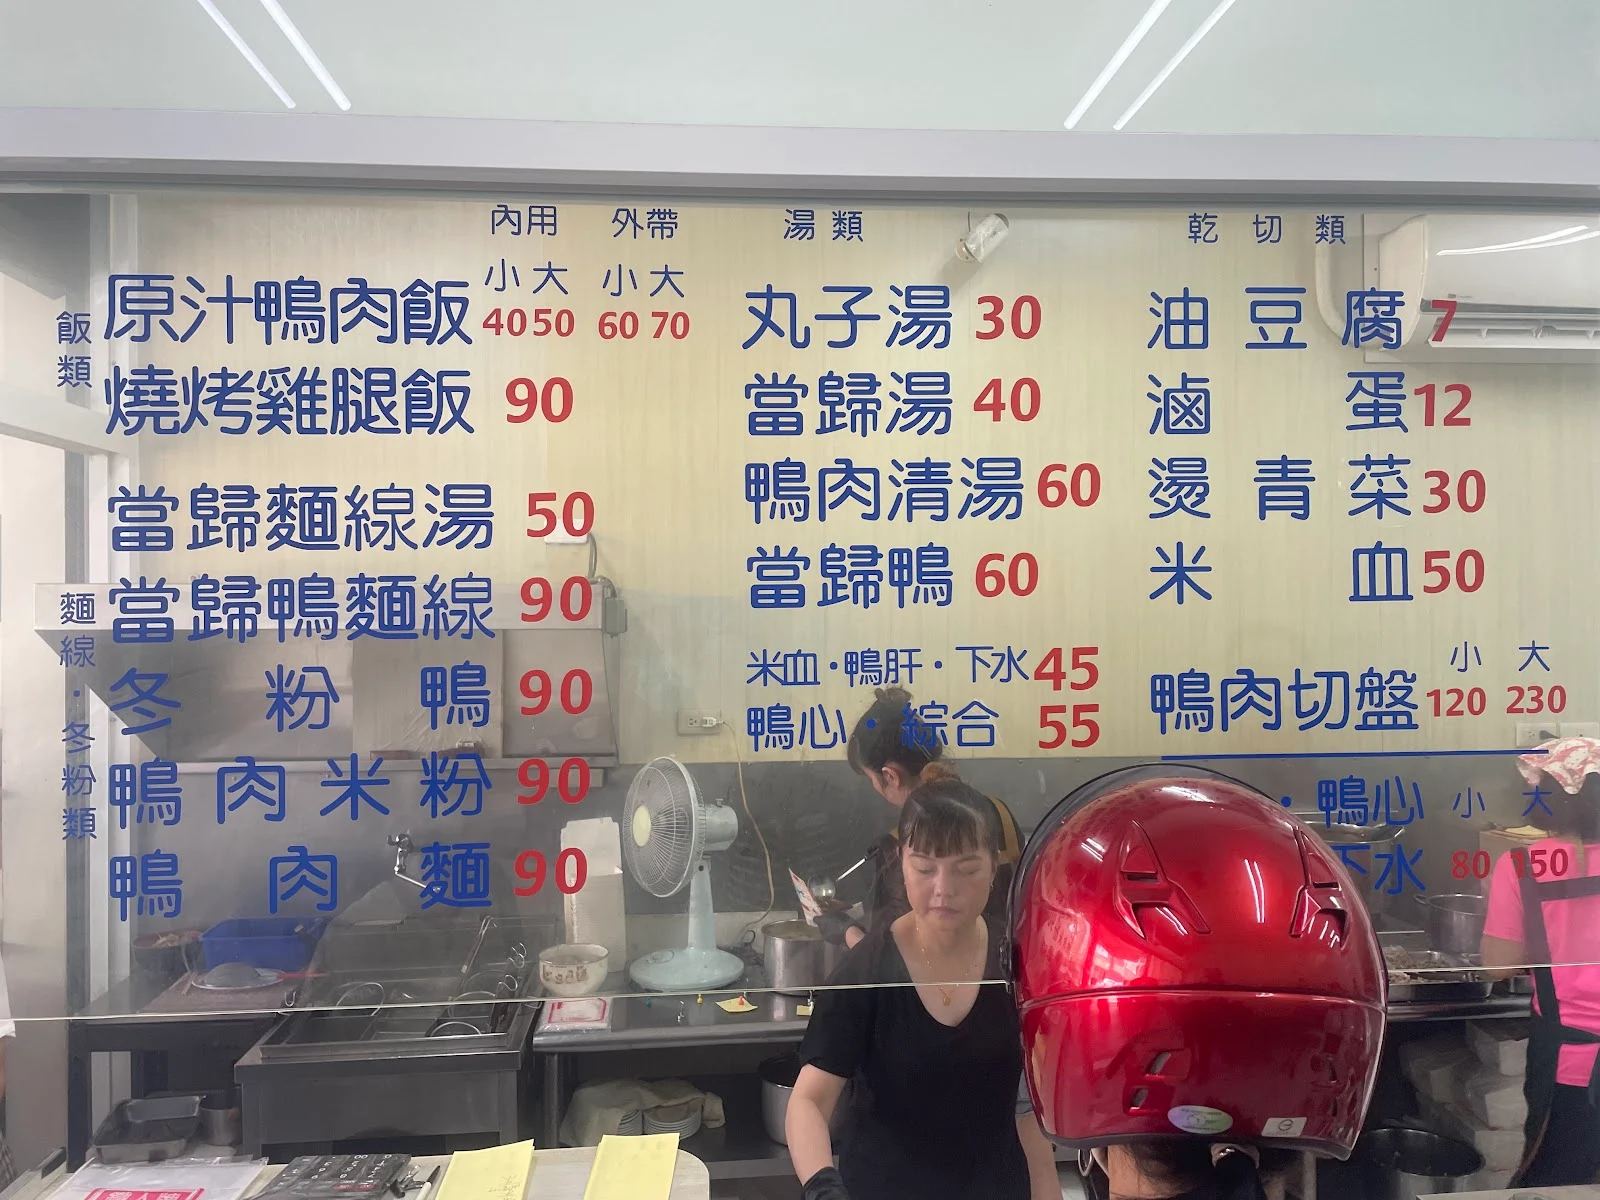 內用 外帶
小 大 小 大
飯類
原汁鴨肉飯 40 50 60 70
燒烤雞腿飯 90
麵線·冬粉類
當歸麵線湯 50
當歸鴨麵線 90
冬粉鴨 90
鴨肉米粉 90
鴨肉麵 90
湯類
丸子湯 30
當歸湯 40
鴨肉清湯 60
當歸鴨 60
米血·鴨肝·下水 45
鴨心·綜合 55
乾切類
油豆腐 7
滷蛋 12
燙青菜 30
米血 50
小 大
鴨肉切盤 120 230
·鴨心 小 大
下水 80 150